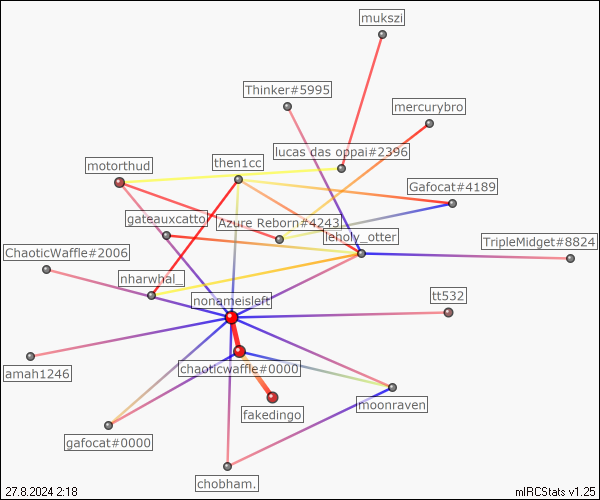 mukszi
Thinker#5995
mercurybro
lucas das oppai#2396
then1cc
motorthud
Gafocat#4189
gateauxcatto
Azure Reborn#4243
leholy_otter
TripleMidget#8824
ChaoticWaffle#2006
nharwhal_
nonameisleft
tt532
chaoticwaffle#0000
amah1246
moonraven
fakedingo
gafocat#0000
chobham.
27.8.2024 2:18
mIRCStats v1.25